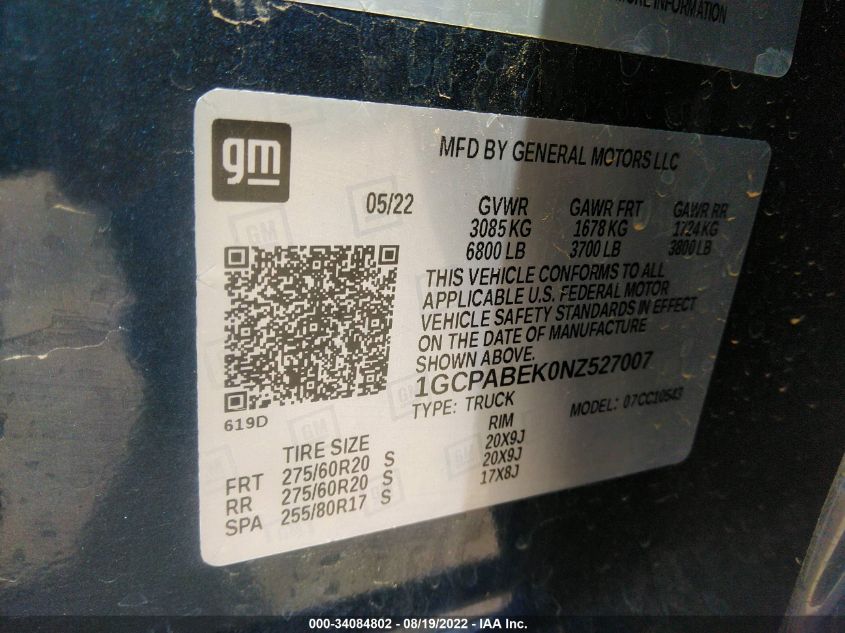 MORE INFORMATION
gm
MFD BY GENERAL MOTORS LLC
05/22 GVWR GAWR FRT GAWR RR
3085 KG 1678 KG 1724 KG
6800 LB 3700 LB 3800 LB
THIS VEHICLE CONFORMS TO ALL
APPLICABLE U.S. FEDERAL MOTOR
VEHICLE SAFETY STANDARDS IN EFFECT
ON THE DATE OF MANUFACTURE
SHOWN ABOVE.
1GCPABEK0NZ527007
TYPE: TRUCK MODEL: 07CC10543
619D
TIRE SIZE RIM
FRT 275/60R20 S 20X9J
RR 275/60R20 S 20X9J
SPA 255/80R17 S 17X8J
000-34084802 - 08/19/2022 - IAA Inc.